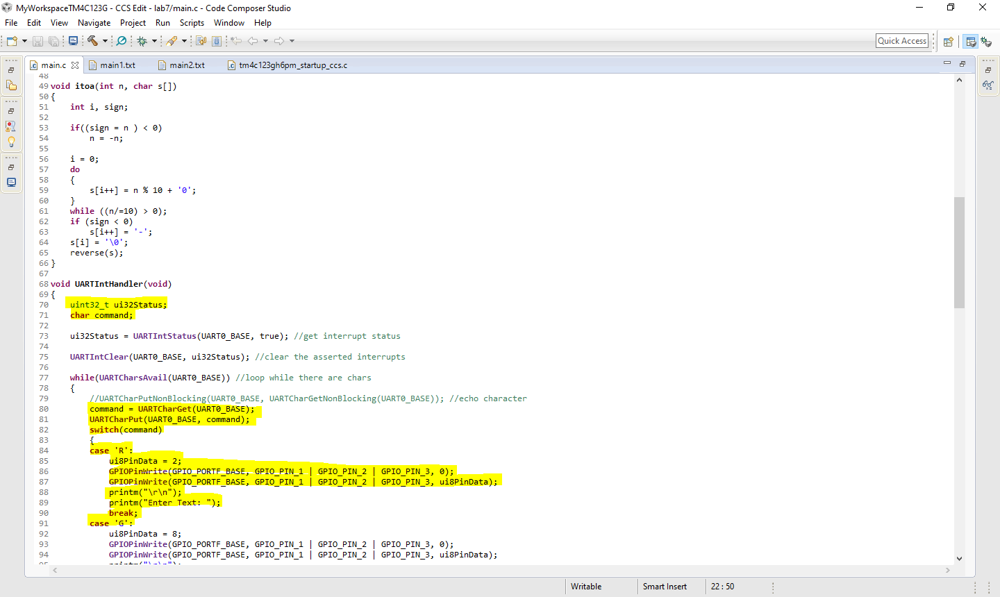 MyWorkspaceTM4C123G - CCS Edit - lab7/main.c - Code Composer Studio
File Edit View Navigate Project Run Scripts Window Help
Quick Access
main.c main1.txt main2.txt tm4c123gh6pm_startup_ccs.c
48
49 void itoa(int n, char s[])
50 {
51 int i, sign;
52
53 if((sign = n ) < 0)
54 n = -n;
55
56 i = 0;
57 do
58 {
59 s[i++] = n % 10 + '0';
60 }
61 while ((n/=10) > 0);
62 if (sign < 0)
63 s[i++] = '-';
64 s[i] = '\0';
65 reverse(s);
66 }
67
68 void UARTIntHandler(void)
69 {
70 uint32_t ui32Status;
71 char command;
72
73 ui32Status = UARTIntStatus(UART0_BASE, true); //get interrupt status
74
75 UARTIntClear(UART0_BASE, ui32Status); //clear the asserted interrupts
76
77 while(UARTCharsAvail(UART0_BASE)) //loop while there are chars
78 {
79 //UARTCharPutNonBlocking(UART0_BASE, UARTCharGetNonBlocking(UART0_BASE)); //echo character
80 command = UARTCharGet(UART0_BASE);
81 UARTCharPut(UART0_BASE, command);
82 switch(command)
83 {
84 case 'R':
85 ui8PinData = 2;
86 GPIOPinWrite(GPIO_PORTF_BASE, GPIO_PIN_1 | GPIO_PIN_2 | GPIO_PIN_3, 0);
87 GPIOPinWrite(GPIO_PORTF_BASE, GPIO_PIN_1 | GPIO_PIN_2 | GPIO_PIN_3, ui8PinData);
88 printm("\r\n");
89 printm("Enter Text: ");
90 break;
91 case 'G':
92 ui8PinData = 8;
93 GPIOPinWrite(GPIO_PORTF_BASE, GPIO_PIN_1 | GPIO_PIN_2 | GPIO_PIN_3, 0);
94 GPIOPinWrite(GPIO_PORTF_BASE, GPIO_PIN_1 | GPIO_PIN_2 | GPIO_PIN_3, ui8PinData);
Writable Smart Insert 22 : 50